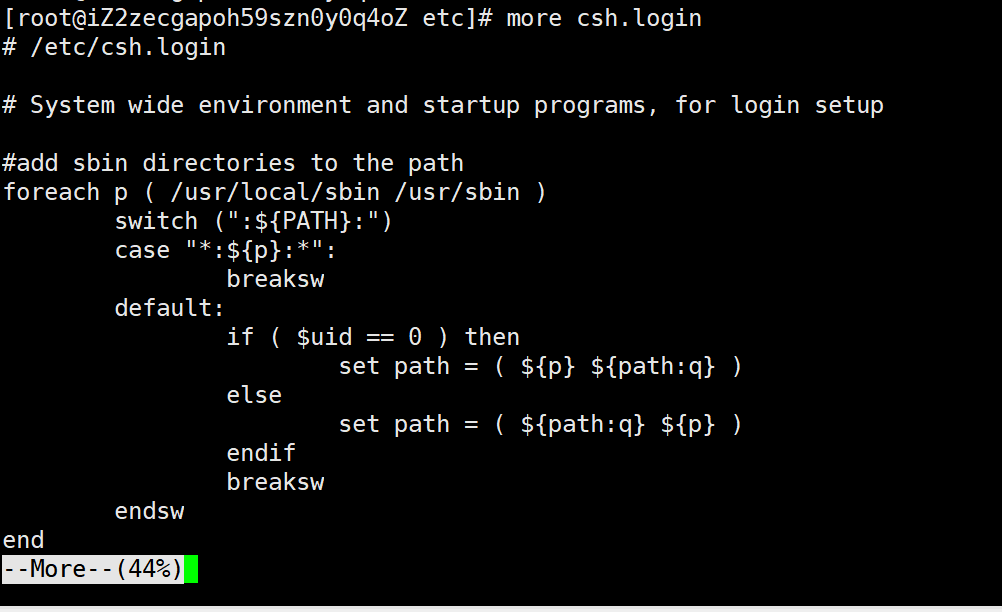 [root@iZ2zecgapoh59szn0y0q4oZ etc]# more csh.login
# /etc/csh.login
# System wide environment and startup programs, for login setup
#add sbin directories to the path
foreach p ( /usr/local/sbin /usr/sbin )
        switch (":${PATH}:")
        case "*:${p}:*":
                breaksw
        default:
                if ( $uid == 0 ) then
                        set path = ( ${p} ${path:q} )
                else
                        set path = ( ${path:q} ${p} )
                endif
                breaksw
        endsw
end
--More--(44%)